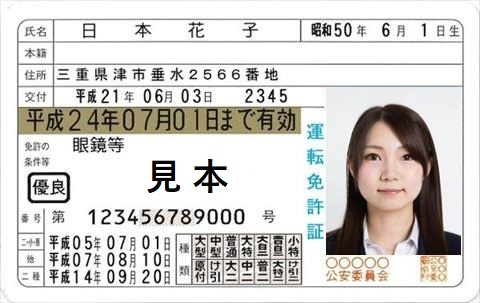 氏名 日本花子 昭和50年 6月 1日生
本籍
住所 三重県津市垂水2566番地
交付 平成21年06月03日 2345
平成24年07月01日まで有効
免許の
条件等 眼鏡等
見本
優良
番号 第 123456789000 号
二・小・原 平成05年07月01日
他 平成07年08月10日
二種 平成14年09月20日
種類
大型 中型 普通 大特 大自二 普自二 小特
原付 け引 大二 中二 普二 大特二 け引二
運転免許証
○○○○○
公安委員会